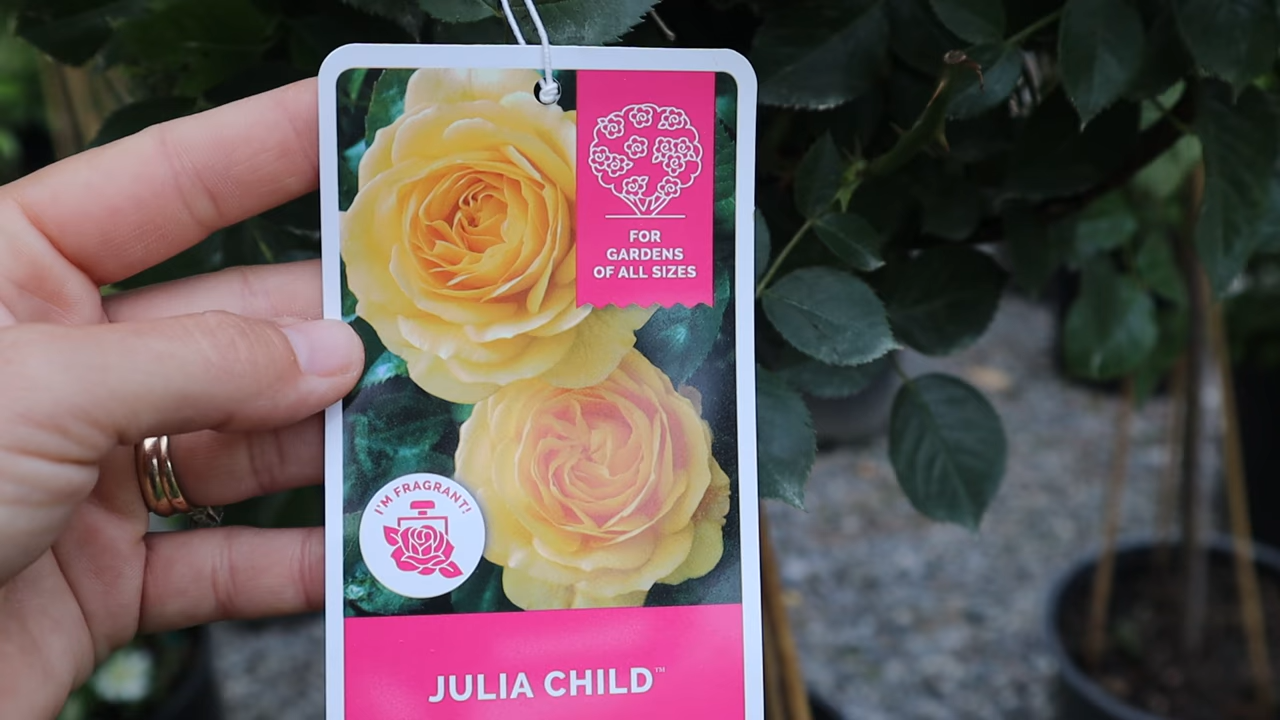 FOR
GARDENS
OF ALL SIZES
I'M FRAGRANT!
JULIA CHILD™